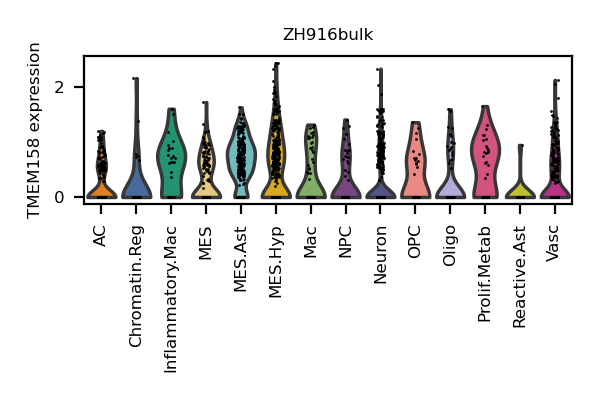 ZH916bulk
TMEM158 expression
2
0
AC
Chromatin.Reg
Inflammatory.Mac
MES
MES.Ast
MES.Hyp
Mac
NPC
Neuron
OPC
Oligo
Prolif.Metab
Reactive.Ast
Vasc